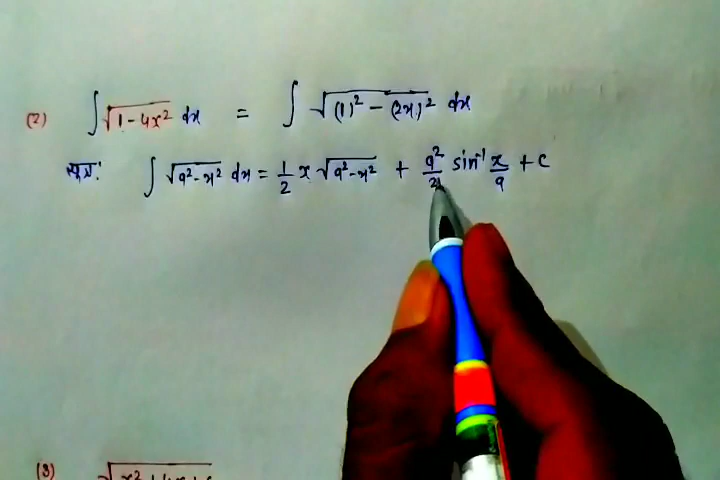 (2) ∫√1-4x² dx = ∫ √(1)² - (2x)² dx
सूत्र: ∫ √a²-x² dx = 1/2 x √a²-x² + a²/2 sin⁻¹ x/a + c
(3)